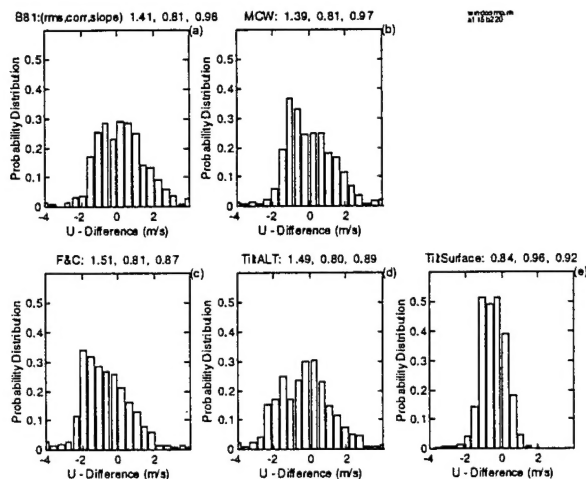 B81:(rms,corr,slope) 1.41, 0.81, 0.98
(a)
Probability Distribution
0.5
0.4
0.3
0.2
0.1
0
-4 -2 0 2
U - Difference (m/s)
MCW: 1.39, 0.81, 0.97
(b)
Probability Distribution
0.5
0.4
0.3
0.2
0.1
0
-4 -2 0 2
U - Difference (m/s)
F&C: 1.51, 0.81, 0.87
(c)
Probability Distribution
0.5
0.4
0.3
0.2
0.1
0
-4 -2 0 2
U - Difference (m/s)
TiltALT: 1.49, 0.80, 0.89
(d)
Probability Distribution
0.5
0.4
0.3
0.2
0.1
0
-4 -2 0 2
U - Difference (m/s)
TiltSurface: 0.84, 0.96, 0.92
(e)
Probability Distribution
0.5
0.4
0.3
0.2
0.1
0
-4 -2 0 2
U - Difference (m/s)